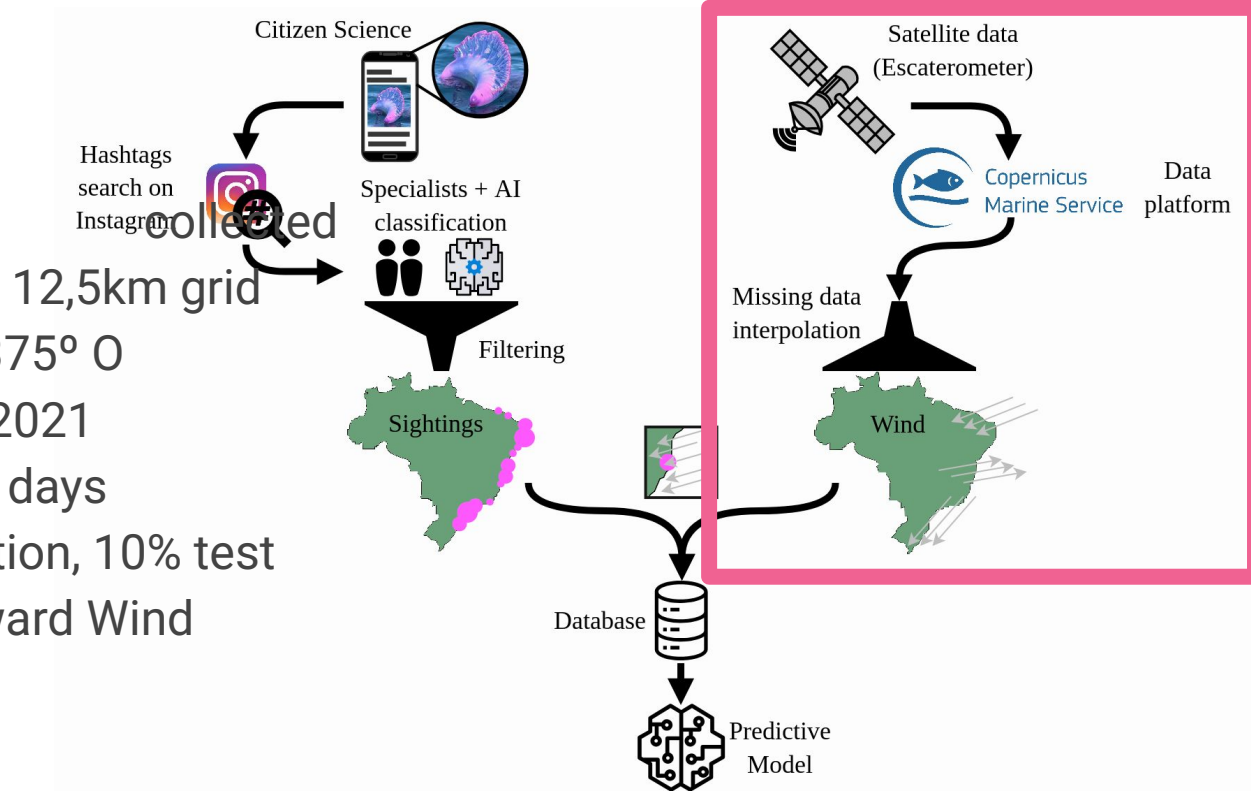 Citizen Science
Hashtags
search on
Instagram
Specialists + AI
classification
Filtering
Sightings
collected
12,5km grid
375º O
2021
days
tion, 10% test
ward Wind
Satellite data
(Escaterometer)
Copernicus
Marine Service
Data
platform
Missing data
interpolation
Wind
Database
Predictive
Model